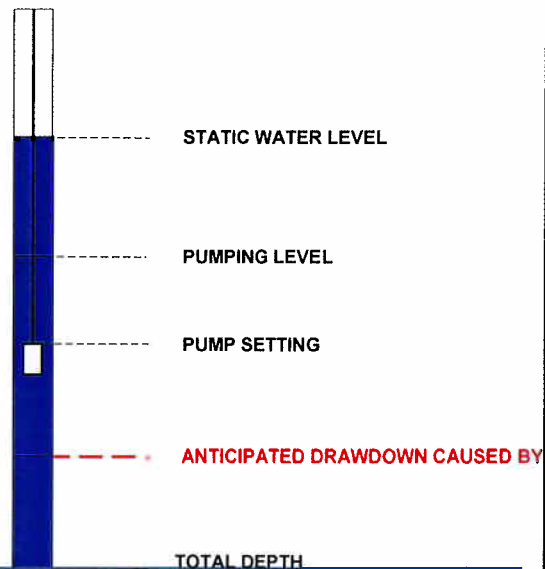 STATIC WATER LEVEL
PUMPING LEVEL
PUMP SETTING
ANTICIPATED DRAWDOWN CAUSED BY
TOTAL DEPTH